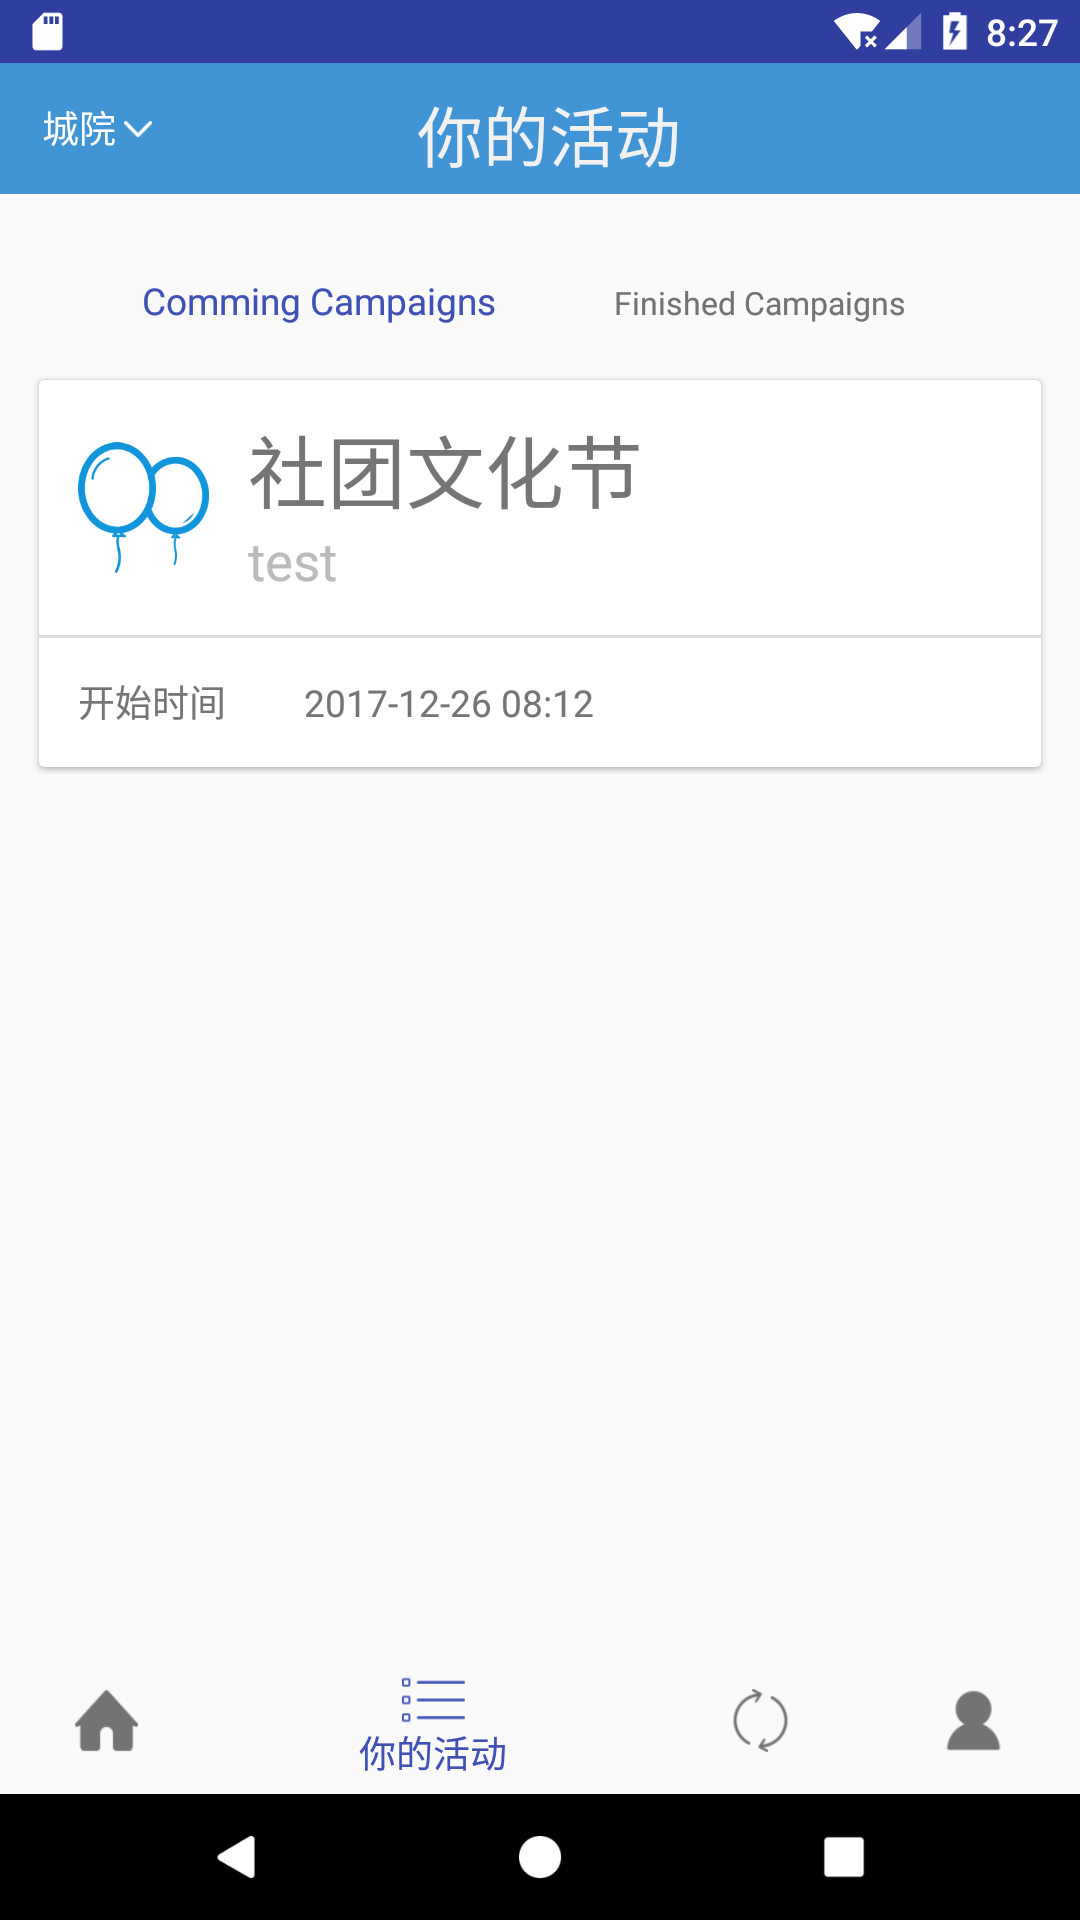 8:27
城院
你的活动
Comming Campaigns
Finished Campaigns
社团文化节
test
开始时间 2017-12-26 08:12
你的活动